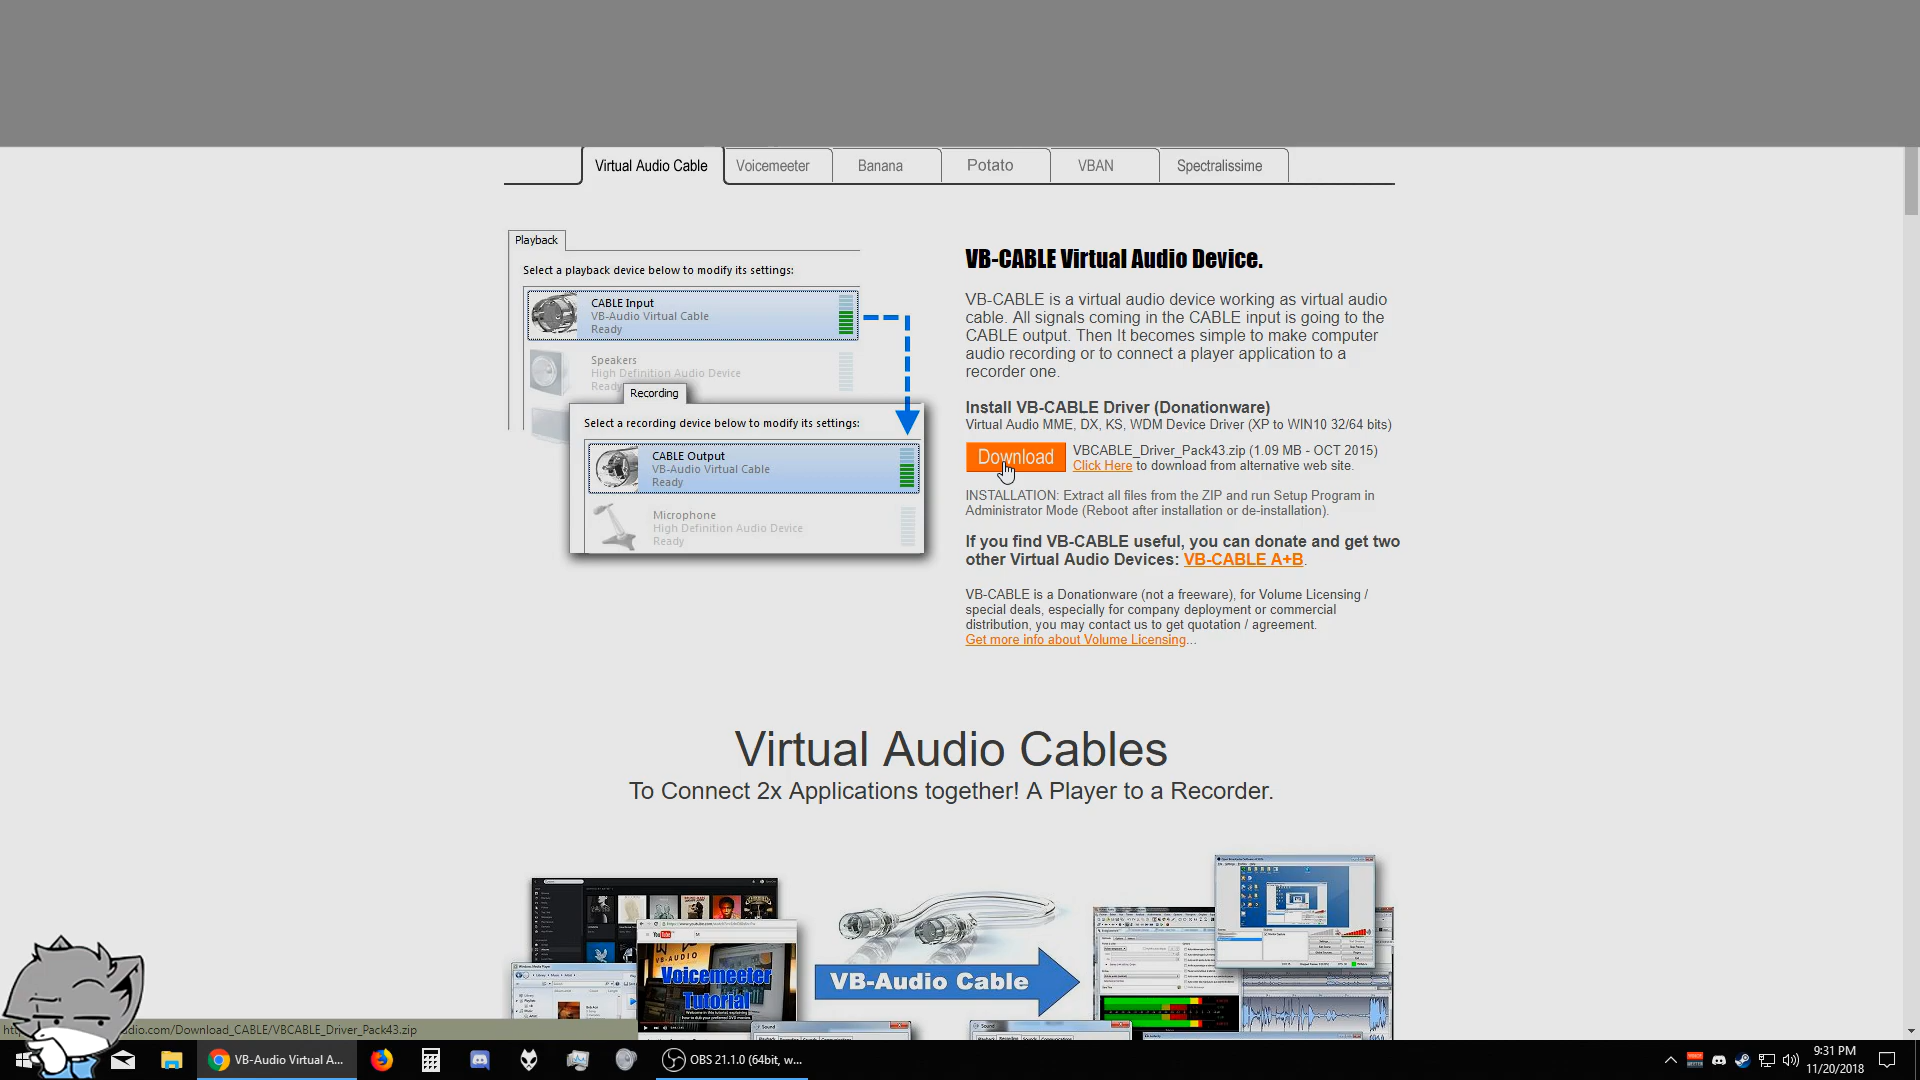 Virtual Audio Cable
Voicemeeter
Banana
Potato
VBAN
Spectralissime
Playback
Select a playback device below to modify its settings:
CABLE Input
VB-Audio Virtual Cable
Ready
Speakers
High Definition Audio Device
Ready
Recording
Select a recording device below to modify its settings:
CABLE Output
VB-Audio Virtual Cable
Ready
Microphone
High Definition Audio Device
Ready
VB-CABLE Virtual Audio Device.
VB-CABLE is a virtual audio device working as virtual audio
cable. All signals coming in the CABLE input is going to the
CABLE output. Then It becomes simple to make computer
audio recording or to connect a player application to a
recorder one.
Install VB-CABLE Driver (Donationware)
Virtual Audio MME, DX, KS, WDM Device Driver (XP to WIN10 32/64 bits)
Download
VBCABLE_Driver_Pack43.zip (1.09 MB - OCT 2015)
Click Here to download from alternative web site.
INSTALLATION: Extract all files from the ZIP and run Setup Program in
Administrator Mode (Reboot after installation or de-installation).
If you find VB-CABLE useful, you can donate and get two
other Virtual Audio Devices: VB-CABLE A+B.
VB-CABLE is a Donationware (not a freeware), for Volume Licensing /
special deals, especially for company deployment or commercial
distribution, you may contact us to get quotation / agreement.
Get more info about Volume Licensing...
Virtual Audio Cables
To Connect 2x Applications together! A Player to a Recorder.
YouTube
VB-AUDIO
Voicemeeter
Tutorial
VB-Audio Cable
Sound
Sound
dio.com/Download_CABLE/VBCABLE_Driver_Pack43.zip
VB-Audio Virtual A...
OBS 21.1.0 (64bit, w...
9:31 PM
11/20/2018